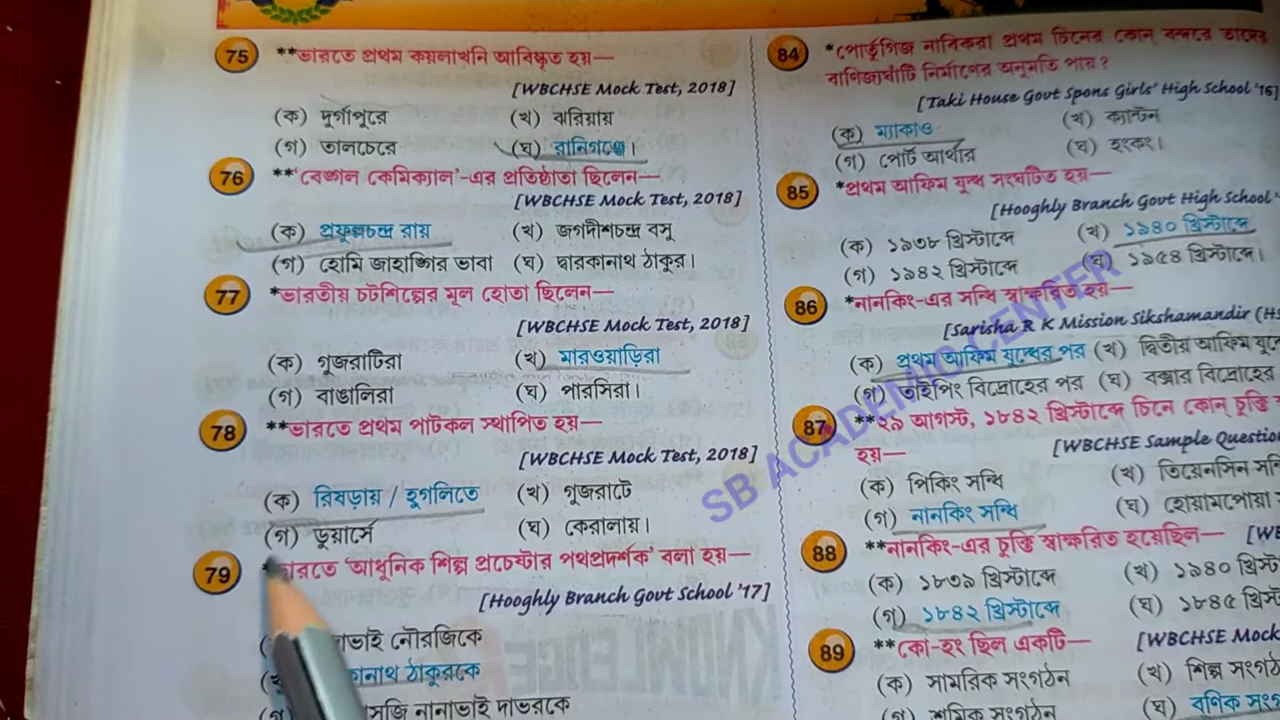 75 **ভারতে প্রথম কয়লাখনি আবিষ্কৃত হয়—
[WBCHSE Mock Test, 2018]
(ক) দুর্গাপুরে (খ) ঝরিয়ায়
(গ) তালচেরে (ঘ) রানিগঞ্জে।
76 **'বেঙ্গল কেমিক্যাল'-এর প্রতিষ্ঠাতা ছিলেন—
[WBCHSE Mock Test, 2018]
(ক) প্রফুল্লচন্দ্র রায় (খ) জগদীশচন্দ্র বসু
(গ) হোমি জাহাঙ্গির ভাবা (ঘ) দ্বারকানাথ ঠাকুর।
77 *ভারতীয় চটশিল্পের মূল হোতা ছিলেন—
[WBCHSE Mock Test, 2018]
(ক) গুজরাটিরা (খ) মারওয়াড়িরা
(গ) বাঙালিরা (ঘ) পারসিরা।
78 **ভারতে প্রথম পাটকল স্থাপিত হয়—
[WBCHSE Mock Test, 2018]
(ক) রিষড়ায় / হুগলিতে (খ) গুজরাটে
(গ) ডুয়ার্সে (ঘ) কেরালায়।
79 *ভারতে 'আধুনিক শিল্প প্রচেষ্টার পথপ্রদর্শক' বলা হয়—
[Hooghly Branch Govt School '17]
নৌরজিকে
ঠাকুরকে
নানাভাই দাভরকে
84 *পোর্তুগিজ নাবিকরা প্রথম চিনের কোন্ বন্দরে তাদের
বাণিজ্যঘাঁটি নির্মাণের অনুমতি পায়?
[Taki House Govt Spons Girls' High School '16]
(ক) ম্যাকাও (খ) ক্যান্টন
(গ) পোর্ট আর্থার (ঘ) হংকং।
85 *প্রথম আফিম যুদ্ধ সংঘটিত হয়—
[Hooghly Branch Govt High School
(ক) ১৯৩৮ খ্রিস্টাব্দে (খ) ১৯৪০ খ্রিস্টাব্দে
(গ) ১৯৪২ খ্রিস্টাব্দে (ঘ) ১৯৫৪ খ্রিস্টাব্দে।
86 *নানকিং-এর সন্ধি স্বাক্ষরিত হয়—
[Sarisha R K Mission Sikshamandir (HS
(ক) প্রথম আফিম যুদ্ধের পর (খ) দ্বিতীয় আফিম
(গ) তাইপিং বিদ্রোহের পর (ঘ) বক্সার বিদ্রোহের
87 **২৯ আগস্ট, ১৮৪২ খ্রিস্টাব্দে চিনে কোন্ চুক্তি
হয়—
[WBCHSE Sample
(ক) পিকিং সন্ধি (খ) তিয়েনসিন
(গ) নানকিং সন্ধি (ঘ) হোয়ামপোয়া
88 **নানকিং-এর চুক্তি স্বাক্ষরিত হয়েছিল—
(ক) ১৮৩৯ খ্রিস্টাব্দে (খ) ১৯৪০
(গ) ১৮৪২ খ্রিস্টাব্দে (ঘ) ১৮৪৫
89 **কো-হং ছিল একটি—
(ক) সামরিক সংগঠন (খ) শিল্প
(গ) শ্রমিক সংগঠন (ঘ) বণিক
SB ACADEMIC CENTER